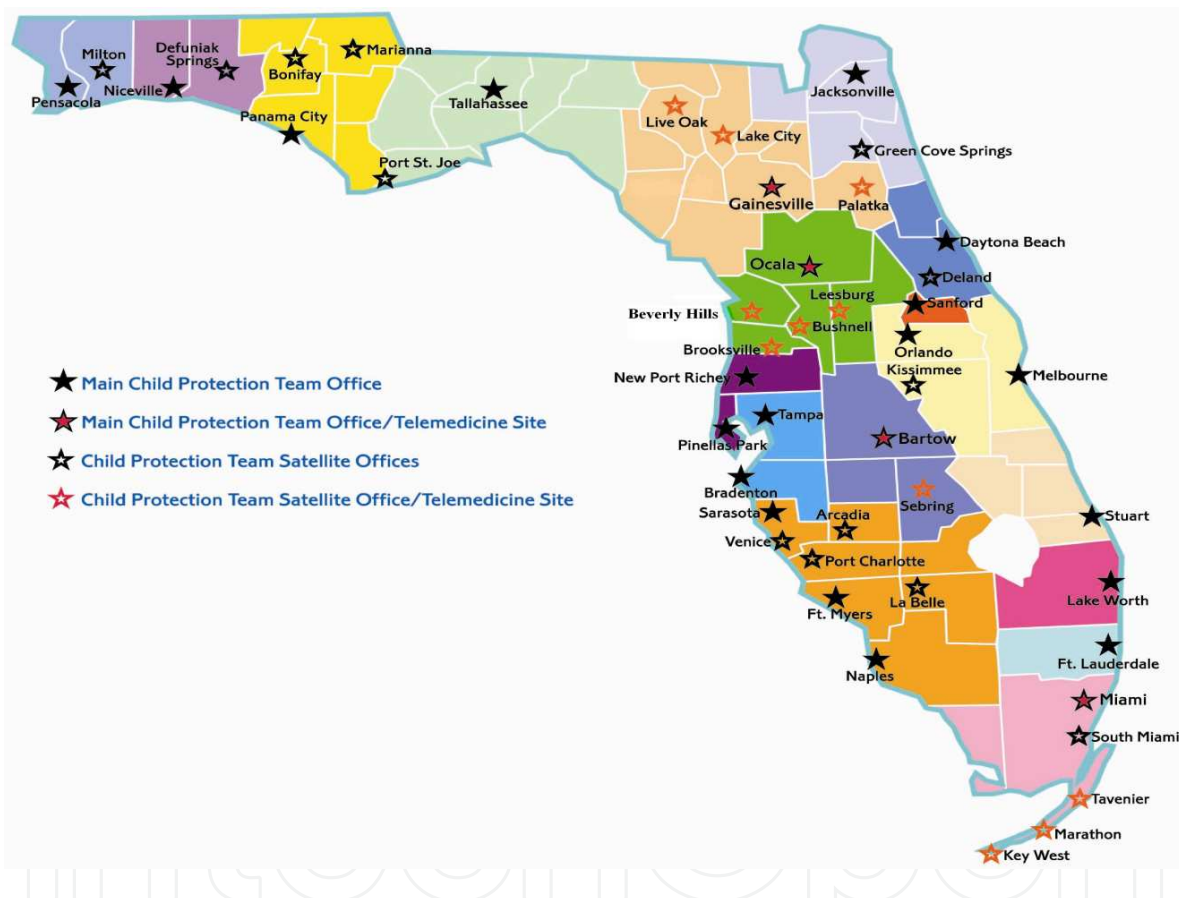 Milton
Defuniak
Springs
Marianna
Bonifay
Pensacola
Niceville
Tallahassee
Panama City
Port St. Joe
Jacksonville
Live Oak
Lake City
Green Cove Springs
Gainesville
Palatka
Daytona Beach
Ocala
Deland
Leesburg
Sanford
Beverly Hills
Bushnell
Orlando
Brooksville
Kissimmee
New Port Richey
Melbourne
Main Child Protection Team Office
Main Child Protection Team Office/Telemedicine Site
Child Protection Team Satellite Offices
Child Protection Team Satellite Office/Telemedicine Site
Tampa
Pinellas Park
Bartow
Bradenton
Sebring
Sarasota
Arcadia
Stuart
Venice
Port Charlotte
Ft. Myers
La Belle
Lake Worth
Naples
Ft. Lauderdale
Miami
South Miami
Tavenier
Marathon
Key West